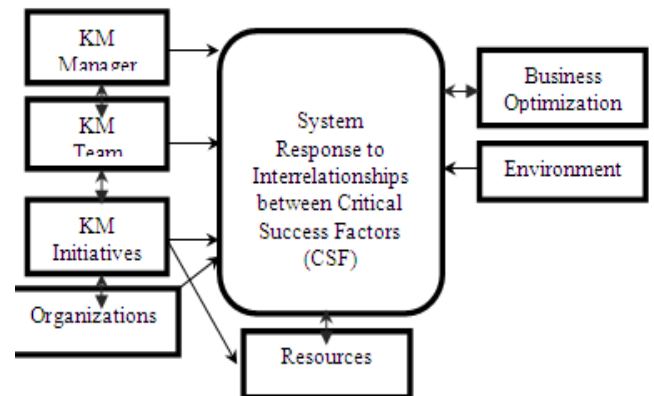 KM
Manager
KM
Team
KM
Initiatives
Organizations
System
Response to
Interrelationships
between Critical
Success Factors
(CSF)
Resources
Business
Optimization
Environment